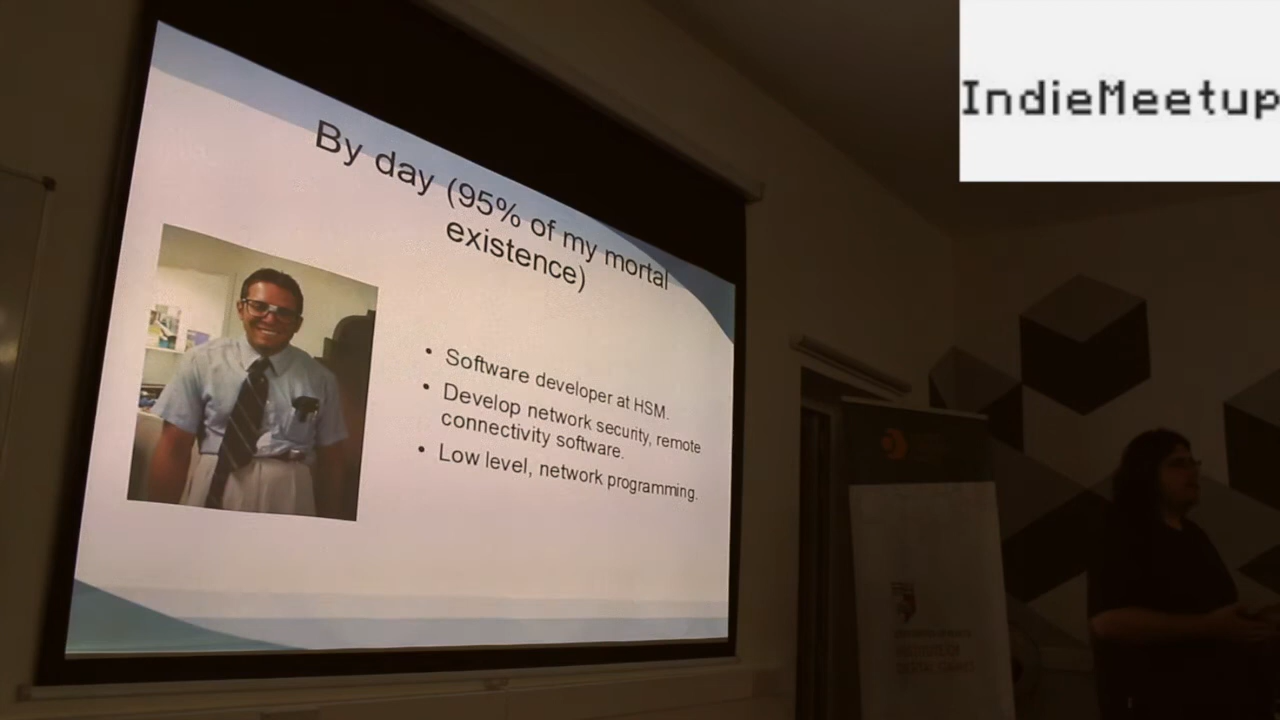 IndieMeetup
By day (95% of my mortal
existence)
• Software developer at HSM.
• Develop network security, remote
connectivity software.
• Low level, network programming.